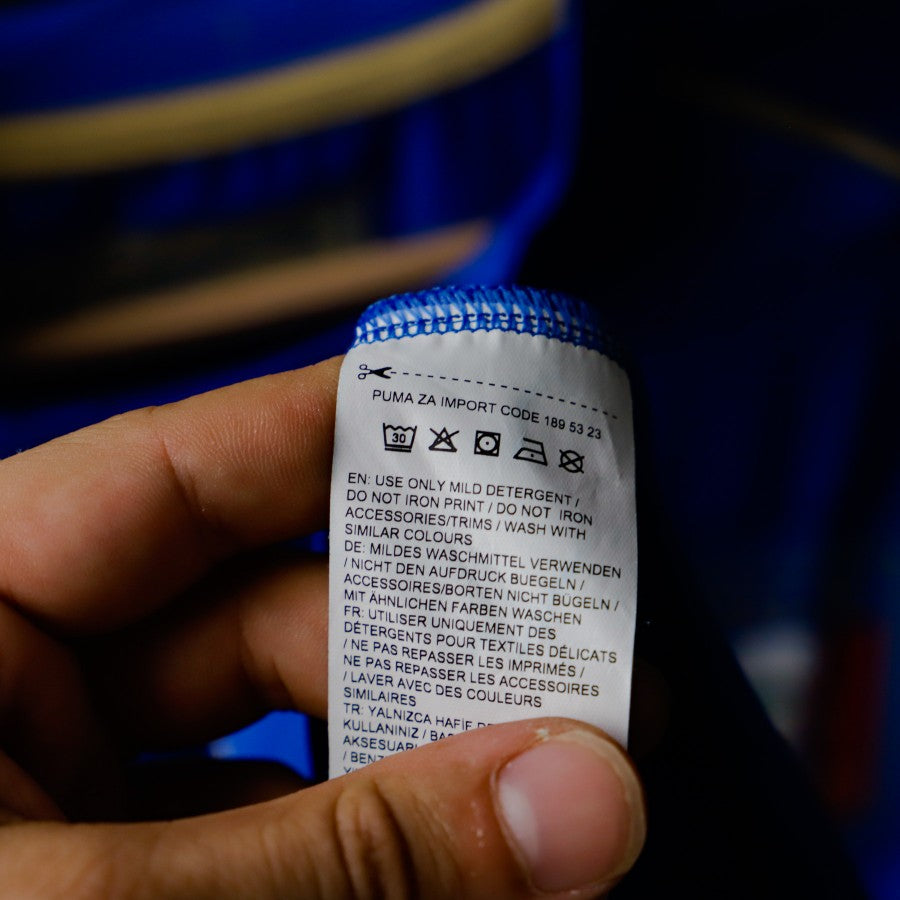 PUMA ZA IMPORT CODE 189 53 23
30
EN: USE ONLY MILD DETERGENT /
DO NOT IRON PRINT / DO NOT IRON
ACCESSORIES/TRIMS / WASH WITH
SIMILAR COLOURS
DE: MILDES WASCHMITTEL VERWENDEN
/ NICHT DEN AUFDRUCK BUEGELN /
ACCESSOIRES/BORTEN NICHT BÜGELN /
MIT ÄHNLICHEN FARBEN WASCHEN
FR: UTILISER UNIQUEMENT DES
DÉTERGENTS POUR TEXTILES DÉLICATS
/ NE PAS REPASSER LES IMPRIMÉS /
NE PAS REPASSER LES ACCESSOIRES
/ LAVER AVEC DES COULEURS
SIMILAIRES
TR: YALNIZCA HAFİF
KULLANINIZ /
AKSESUAR
/ BENZ